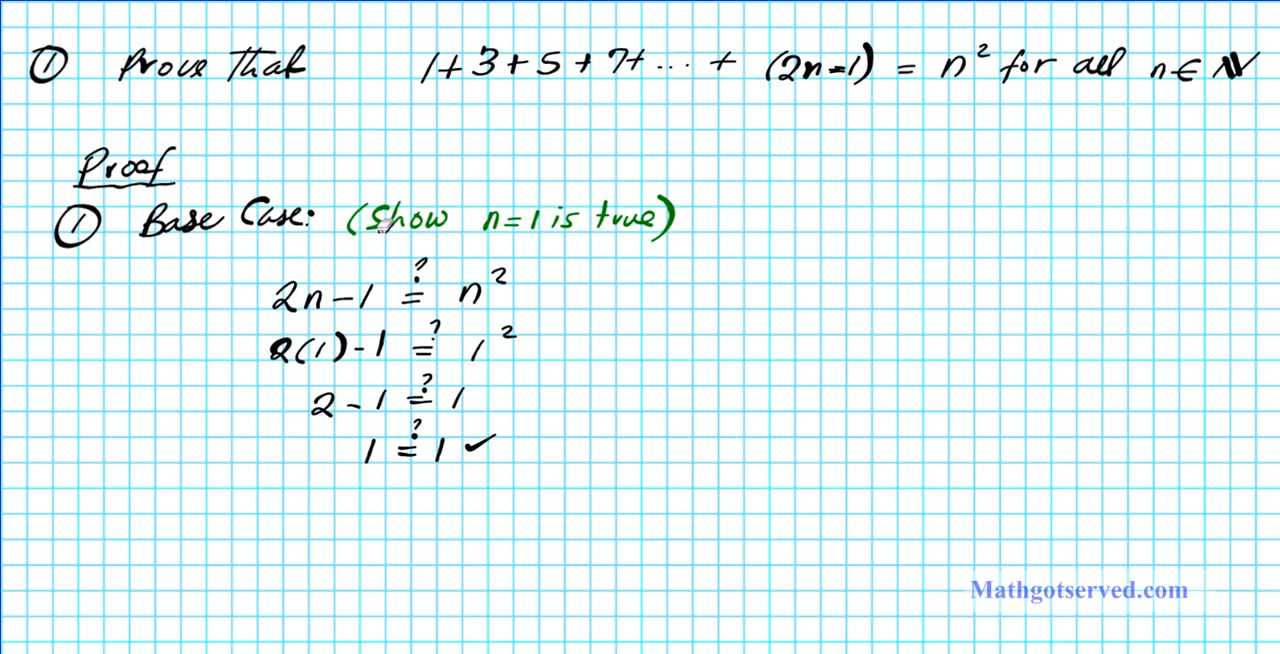 ① Prove That 1+3+5+7+...+(2n-1) = n² for all n∈ℕ
Proof
① Base Case: (Show n=1 is true)
2n-1 ≟ n²
2(1)-1 ≟ 1²
2-1 ≟ 1
1 ≟ 1 ✓
Mathgotserved.com